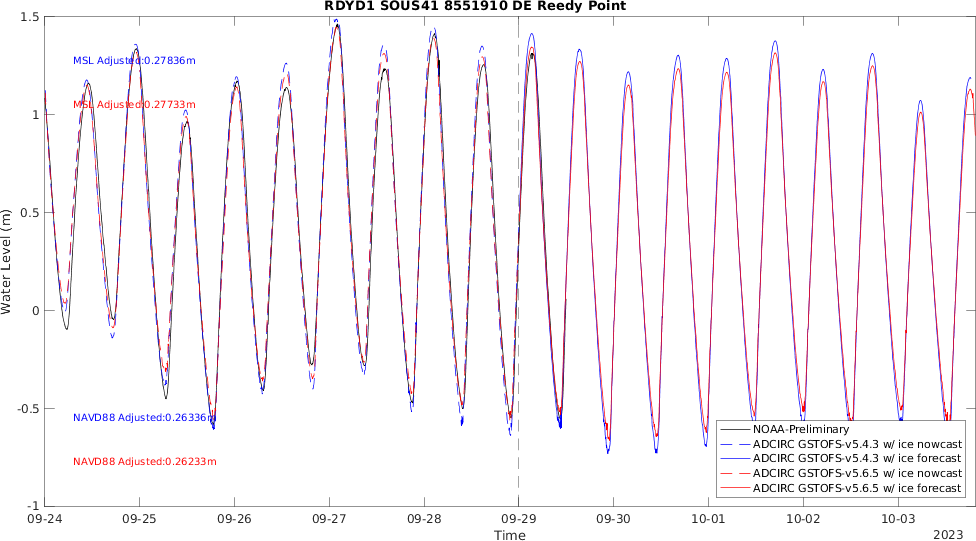 RDYD1 SOUS41 8551910 DE Reedy Point
1.5
MSL Adjusted:0.27836m
MSL Adjusted:0.27733m
1
0.5
Water Level (m)
0
-0.5
NAVD88 Adjusted:0.26336m
NOAA-Preliminary
ADCIRC GSTOFS-v5.4.3 w/ ice nowcast
ADCIRC GSTOFS-v5.4.3 w/ ice forecast
NAVD88 Adjusted:0.26233m
ADCIRC GSTOFS-v5.6.5 w/ ice nowcast
ADCIRC GSTOFS-v5.6.5 w/ ice forecast
-1
09-24 09-25 09-26 09-27 09-28 09-29 09-30 10-01 10-02 10-03
Time
2023